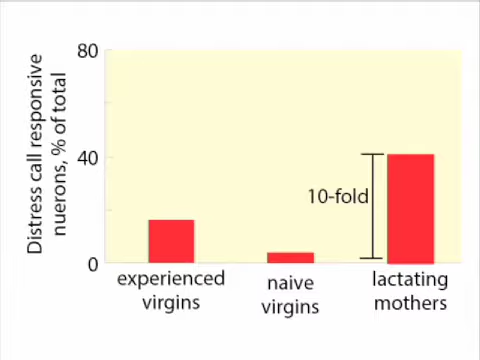 Distress call responsive
nuerons, % of total
80
40
0
10-fold
experienced
virgins
naive
virgins
lactating
mothers